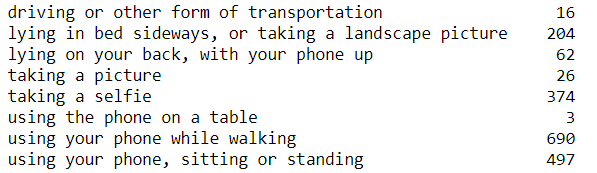 driving or other form of transportation 16
lying in bed sideways, or taking a landscape picture 204
lying on your back, with your phone up 62
taking a picture 26
taking a selfie 374
using the phone on a table 3
using your phone while walking 690
using your phone, sitting or standing 497